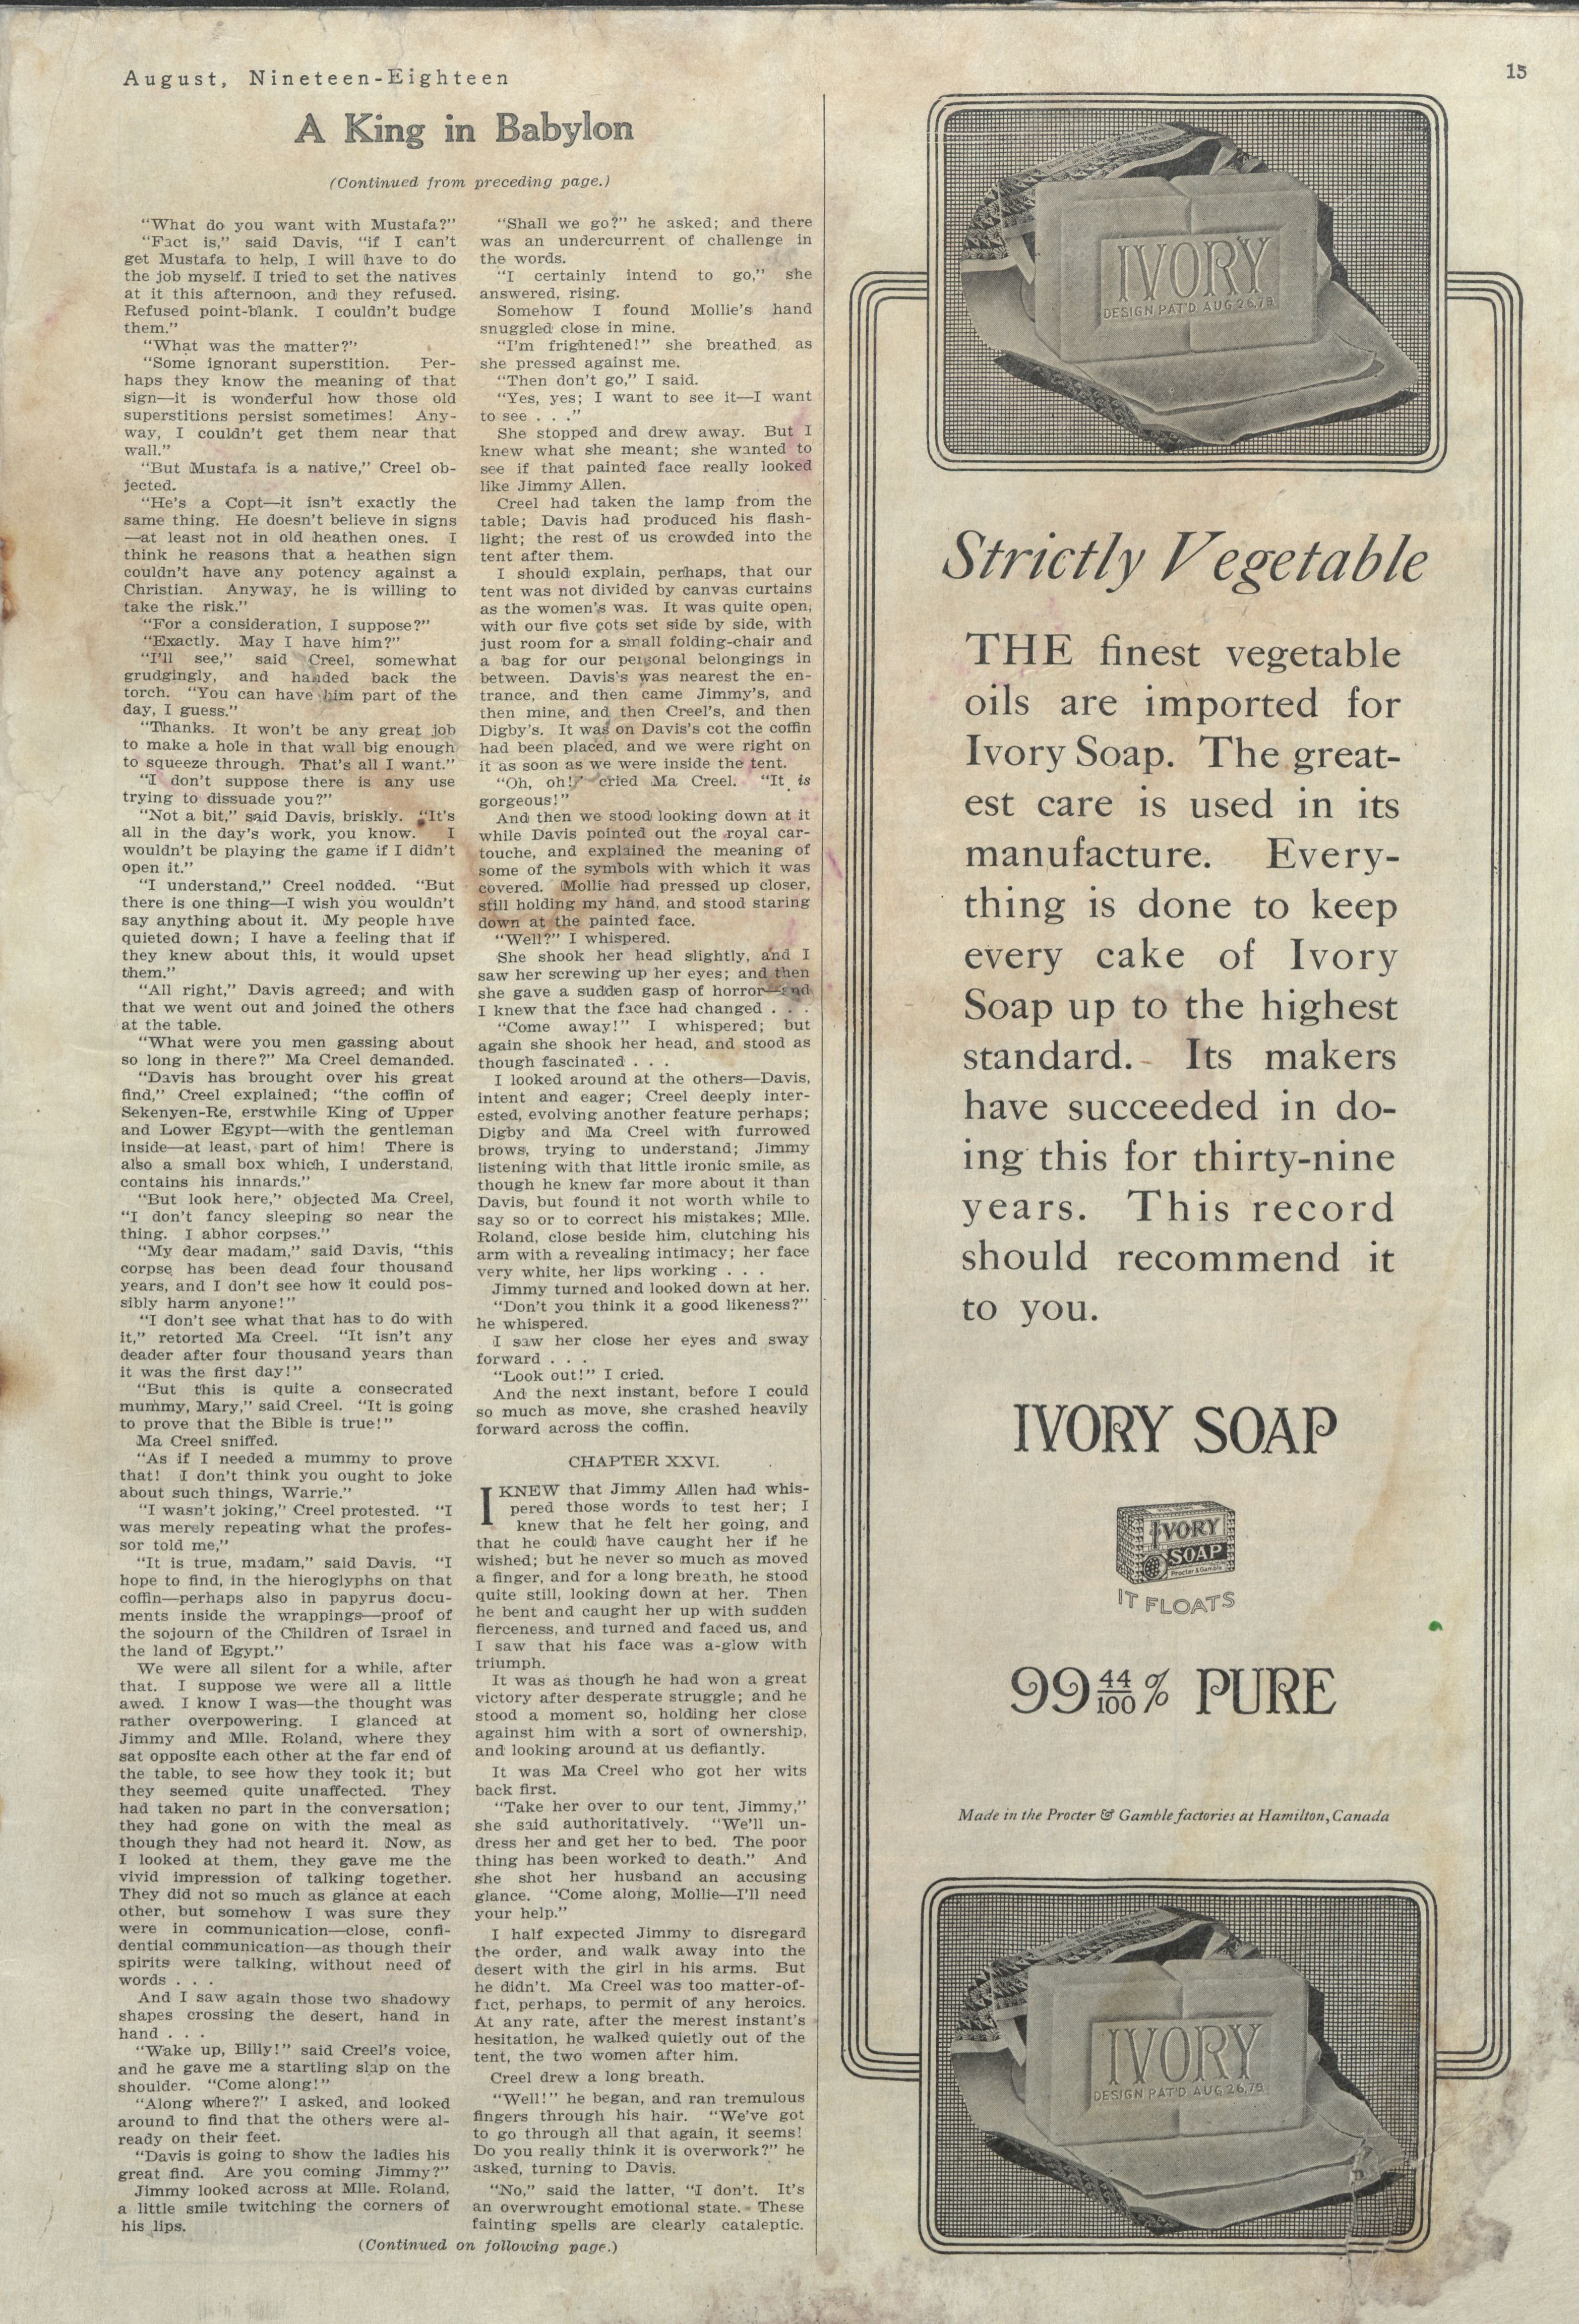 August, Nineteen-Eighteen
15
A King in Babylon
(Continued from preceding page.)
"What do you want with Mustafa?"
"Fact is," said Davis, "if I can't
get Mustafa to help, I will have to do
the job myself. I tried to set the natives
at it this afternoon, and they refused.
Refused point-blank. I couldn't budge
them."
"What was the matter?"
"Some ignorant superstition. Per-
haps they know the meaning of that
sign—it is wonderful how those old
superstitions persist sometimes! Any-
way, I couldn't get them near that
wall."
"But Mustafa is a native," Creel ob-
jected.
"He's a Copt—it isn't exactly the
same thing. He doesn't believe in signs
—at least not in old heathen ones. I
think he reasons that a heathen sign
couldn't have any potency against a
Christian. Anyway, he is willing to
take the risk."
"For a consideration, I suppose?"
"Exactly. May I have him?"
"I'll see," said Creel, somewhat
grudgingly, and handed back the
torch. "You can have him part of the
day, I guess."
"Thanks. It won't be any great job
to make a hole in that wall big enough
to squeeze through. That's all I want."
"I don't suppose there is any use
trying to dissuade you?"
"Not a bit," said Davis, briskly. "It's
all in the day's work, you know. I
wouldn't be playing the game if I didn't
open it."
"I understand," Creel nodded. "But
there is one thing—I wish you wouldn't
say anything about it. My people have
quieted down; I have a feeling that if
they knew about this, it would upset
them."
"All right," Davis agreed; and with
that we went out and joined the others
at the table.
"What were you men gassing about
so long in there?" Ma Creel demanded.
"Davis has brought over his great
find," Creel explained; "the coffin of
Sekenyen-Re, erstwhile King of Upper
and Lower Egypt—with the gentleman
inside—at least, part of him! There is
also a small box which, I understand,
contains his innards."
"But look here," objected Ma Creel,
"I don't fancy sleeping so near the
thing. I abhor corpses."
"My dear madam," said Davis, "this
corpse has been dead four thousand
years, and I don't see how it could pos-
sibly harm anyone!"
"I don't see what that has to do with
it," retorted Ma Creel. "It isn't any
deader after four thousand years than
it was the first day!"
"But this is quite a consecrated
mummy, Mary," said Creel. "It is going
to prove that the Bible is true!"
Ma Creel sniffed.
"As if I needed a mummy to prove
that! I don't think you ought to joke
about such things, Warrie."
"I wasn't joking," Creel protested. "I
was merely repeating what the profes-
sor told me,"
"It is true, madam," said Davis. "I
hope to find, in the hieroglyphs on that
coffin—perhaps also in papyrus docu-
ments inside the wrappings—proof of
the sojourn of the Children of Israel in
the land of Egypt."
We were all silent for a while, after
that. I suppose we were all a little
awed. I know I was—the thought was
rather overpowering. I glanced at
Jimmy and Mlle. Roland, where they
sat opposite each other at the far end of
the table, to see how they took it; but
they seemed quite unaffected. They
had taken no part in the conversation;
they had gone on with the meal as
though they had not heard it. Now, as
I looked at them, they gave me the
vivid impression of talking together.
They did not so much as glance at each
other, but somehow I was sure they
were in communication—close, confi-
dential communication—as though their
spirits were talking, without need of
words . . .
And I saw again those two shadowy
shapes crossing the desert, hand in
hand . . .
"Wake up, Billy!" said Creel's voice,
and he gave me a startling slap on the
shoulder. "Come along!"
"Along where?" I asked, and looked
around to find that the others were al-
ready on their feet.
"Davis is going to show the ladies his
great find. Are you coming Jimmy?"
Jimmy looked across at Mlle. Roland,
a little smile twitching the corners of
his lips.
"Shall we go?" he asked; and there
was an undercurrent of challenge in
the words.
"I certainly intend to go," she
answered, rising.
Somehow I found Mollie's hand
snuggled close in mine.
"I'm frightened!" she breathed as
she pressed against me.
"Then don't go," I said.
"Yes, yes; I want to see it—I want
to see . . ."
She stopped and drew away. But I
knew what she meant; she wanted to
see if that painted face really looked
like Jimmy Allen.
Creel had taken the lamp from the
table; Davis had produced his flash-
light; the rest of us crowded into the
tent after them.
I should explain, perhaps, that our
tent was not divided by canvas curtains
as the women's was. It was quite open,
with our five cots set side by side, with
just room for a small folding-chair and
a bag for our personal belongings in
between. Davis's was nearest the en-
trance, and then came Jimmy's, and
then mine, and then Creel's, and then
Digby's. It was on Davis's cot the coffin
had been placed, and we were right on
it as soon as we were inside the tent.
"Oh, oh!" cried Ma Creel. "It is
gorgeous!"
And then we stood looking down at it
while Davis pointed out the royal car-
touche, and explained the meaning of
some of the symbols with which it was
covered. Mollie had pressed up closer,
still holding my hand, and stood staring
down at the painted face.
"Well?" I whispered.
She shook her head slightly, and I
saw her screwing up her eyes; and then
she gave a sudden gasp of horror—and
I knew that the face had changed . . .
"Come away!" I whispered; but
again she shook her head, and stood as
though fascinated . . .
I looked around at the others—Davis,
intent and eager; Creel deeply inter-
ested, evolving another feature perhaps;
Digby and Ma Creel with furrowed
brows, trying to understand; Jimmy
listening with that little ironic smile, as
though he knew far more about it than
Davis, but found it not worth while to
say so or to correct his mistakes; Mlle.
Roland, close beside him, clutching his
arm with a revealing intimacy; her face
very white, her lips working . . .
Jimmy turned and looked down at her.
"Don't you think it a good likeness?"
he whispered.
I saw her close her eyes and sway
forward . . .
"Look out!" I cried.
And the next instant, before I could
so much as move, she crashed heavily
forward across the coffin.
CHAPTER XXVI.
I KNEW that Jimmy Allen had whis-
pered those words to test her; I
knew that he felt her going, and
that he could have caught her if he
wished; but he never so much as moved
a finger, and for a long breath, he stood
quite still, looking down at her. Then
he bent and caught her up with sudden
fierceness, and turned and faced us, and
I saw that his face was a-glow with
triumph.
It was as though he had won a great
victory after desperate struggle; and he
stood a moment so, holding her close
against him with a sort of ownership,
and looking around at us defiantly.
It was Ma Creel who got her wits
back first.
"Take her over to our tent, Jimmy,"
she said authoritatively. "We'll un-
dress her and get her to bed. The poor
thing has been worked to death." And
she shot her husband an accusing
glance. "Come along, Mollie—I'll need
your help."
I half expected Jimmy to disregard
the order, and walk away into the
desert with the girl in his arms. But
he didn't. Ma Creel was too matter-of-
fact, perhaps, to permit of any heroics.
At any rate, after the merest instant's
hesitation, he walked quietly out of the
tent, the two women after him.
Creel drew a long breath.
"Well!" he began, and ran tremulous
fingers through his hair. "We've got
to go through all that again, it seems!
Do you really think it is overwork?" he
asked, turning to Davis.
"No," said the latter, "I don't. It's
an overwrought emotional state. These
fainting spells are clearly cataleptic.
(Continued on following page.)
IVORY
DESIGN PAT'D AUG 26,79
Strictly Vegetable
THE finest vegetable
oils are imported for
Ivory Soap. The great-
est care is used in its
manufacture. Every-
thing is done to keep
every cake of Ivory
Soap up to the highest
standard. Its makers
have succeeded in do-
ing this for thirty-nine
years. This record
should recommend it
to you.
IVORY SOAP
IVORY
SOAP
Procter & Gamble
IT FLOATS
99 44/100 % PURE
Made in the Procter & Gamble factories at Hamilton, Canada
IVORY
DESIGN PAT'D AUG 26,79